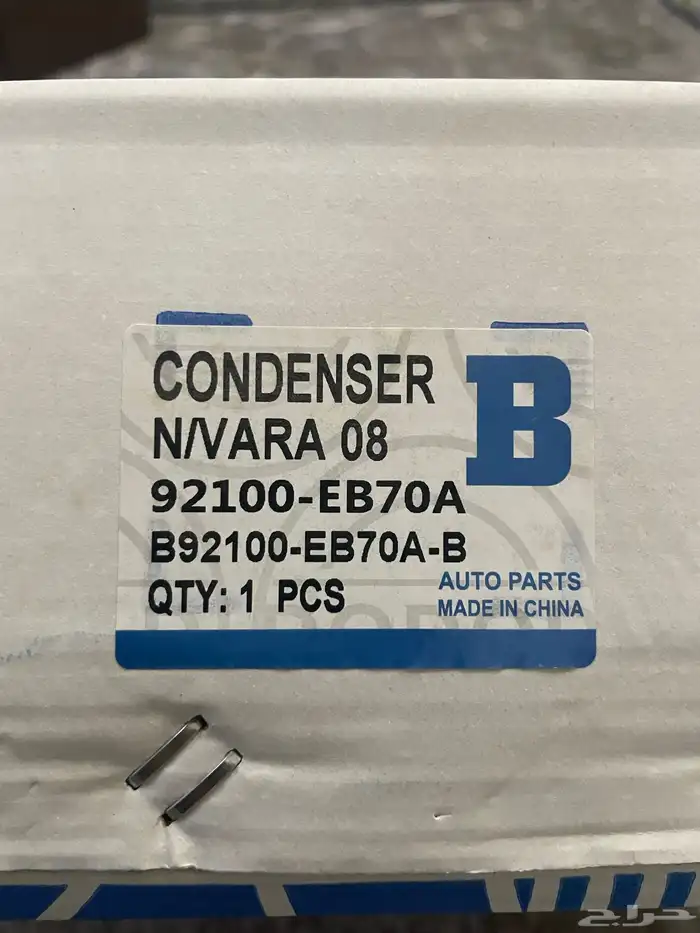 CONDENSER
N/VARA 08
92100-EB70A
B92100-EB70A-B
QTY: 1 PCS
B
AUTO PARTS
MADE IN CHINA
حراج